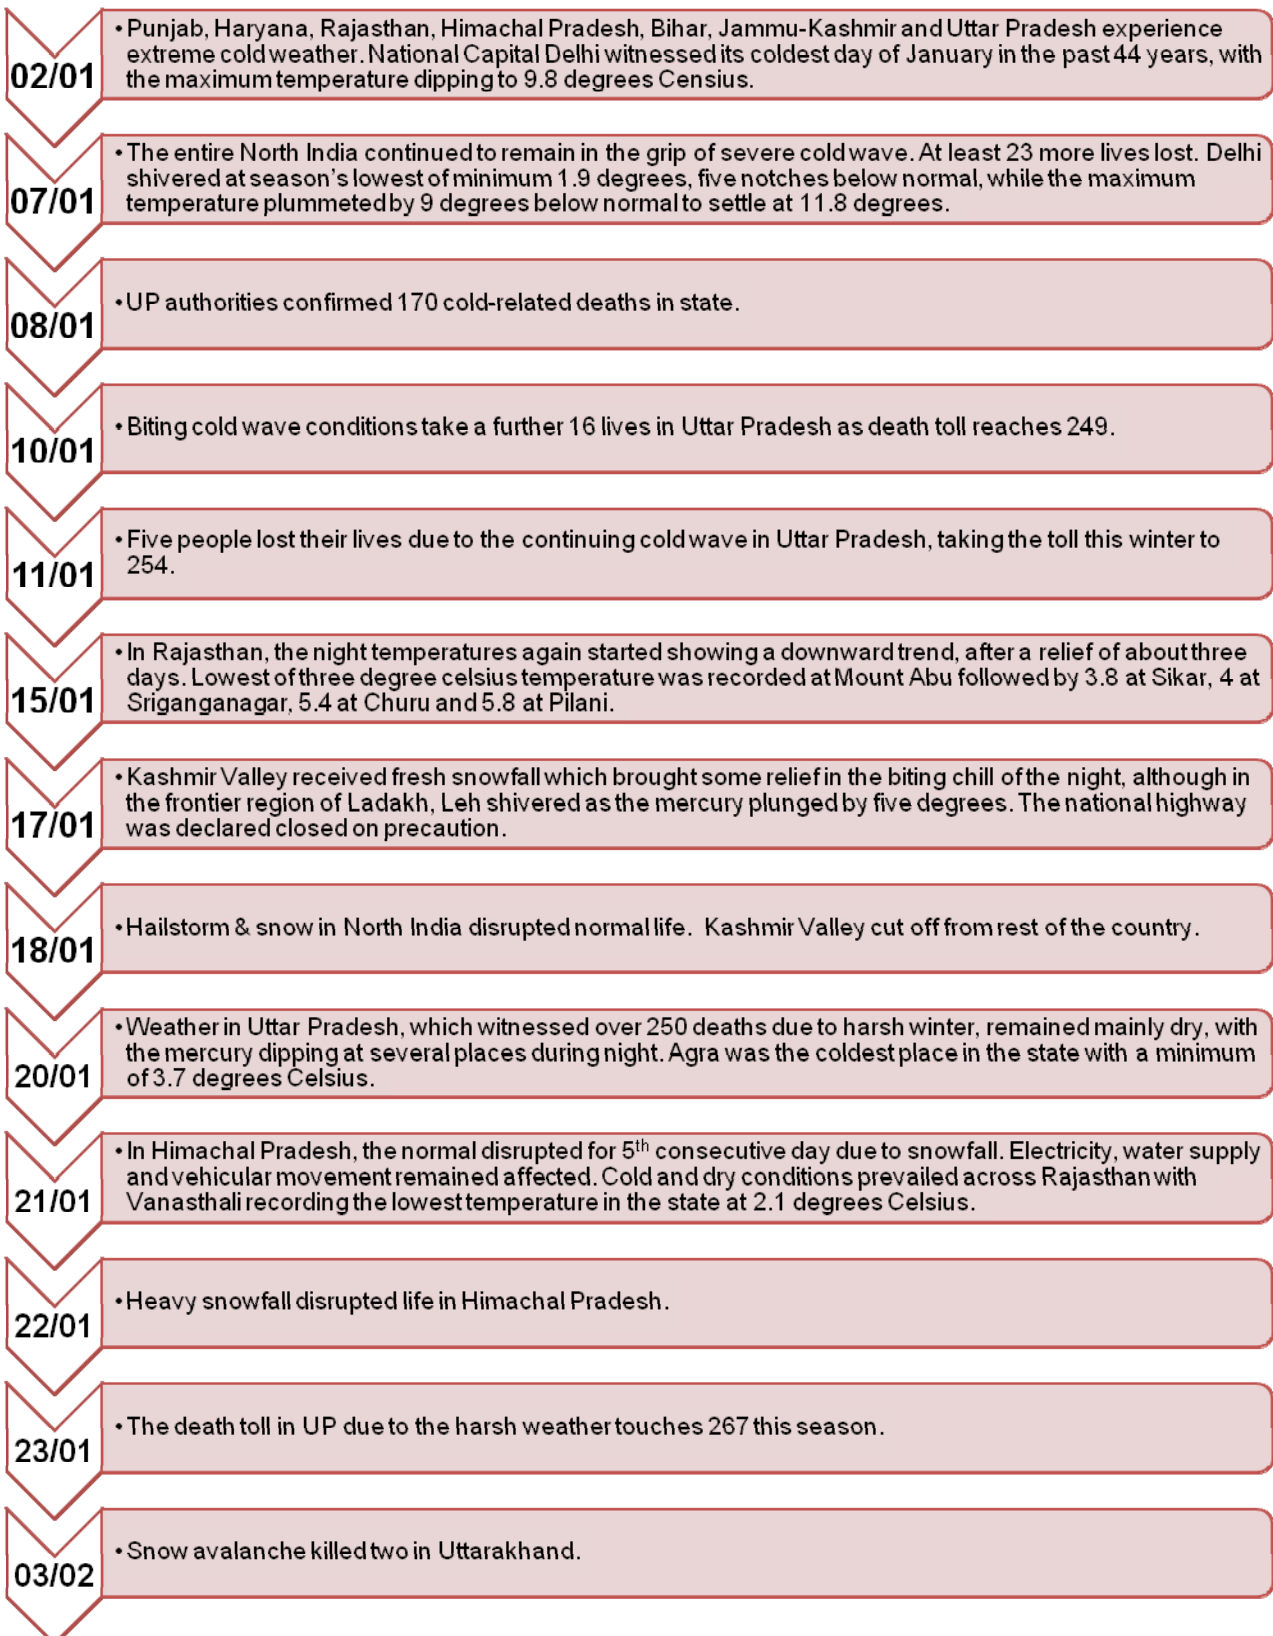 02/01
• Punjab, Haryana, Rajasthan, Himachal Pradesh, Bihar, Jammu-Kashmir and Uttar Pradesh experience
extreme cold weather. National Capital Delhi witnessed its coldest day of January in the past 44 years, with
the maximum temperature dipping to 9.8 degrees Censius.
07/01
• The entire North India continued to remain in the grip of severe cold wave. At least 23 more lives lost. Delhi
shivered at season's lowest of minimum 1.9 degrees, five notches below normal, while the maximum
temperature plummeted by 9 degrees below normal to settle at 11.8 degrees.
08/01
• UP authorities confirmed 170 cold-related deaths in state.
10/01
• Biting cold wave conditions take a further 16 lives in Uttar Pradesh as death toll reaches 249.
11/01
• Five people lost their lives due to the continuing cold wave in Uttar Pradesh, taking the toll this winter to
254.
15/01
• In Rajasthan, the night temperatures again started showing a downward trend, after a relief of about three
days. Lowest of three degree celsius temperature was recorded at Mount Abu followed by 3.8 at Sikar, 4 at
Sriganganagar, 5.4 at Churu and 5.8 at Pilani.
17/01
• Kashmir Valley received fresh snowfall which brought some relief in the biting chill of the night, although in
the frontier region of Ladakh, Leh shivered as the mercury plunged by five degrees. The national highway
was declared closed on precaution.
18/01
• Hailstorm & snow in North India disrupted normal life. Kashmir Valley cut off from rest of the country.
20/01
• Weather in Uttar Pradesh, which witnessed over 250 deaths due to harsh winter, remained mainly dry, with
the mercury dipping at several places during night. Agra was the coldest place in the state with a minimum
of 3.7 degrees Celsius.
21/01
• In Himachal Pradesh, the normal disrupted for 5th consecutive day due to snowfall. Electricity, water supply
and vehicular movement remained affected. Cold and dry conditions prevailed across Rajasthan with
Vanasthali recording the lowest temperature in the state at 2.1 degrees Celsius.
22/01
• Heavy snowfall disrupted life in Himachal Pradesh.
23/01
• The death toll in UP due to the harsh weather touches 267 this season.
03/02
• Snow avalanche killed two in Uttarakhand.